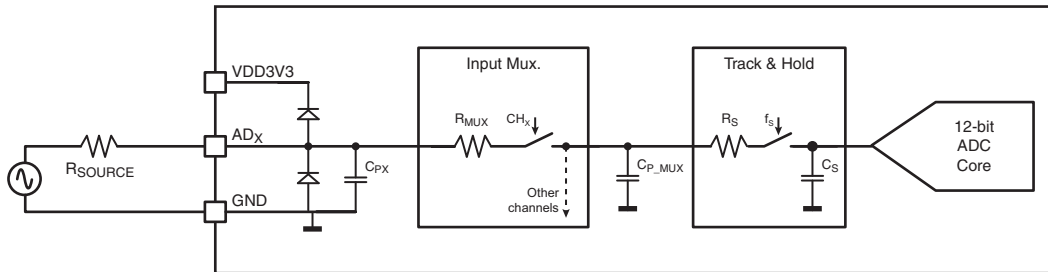 Input Mux.
Track & Hold
VDD3V3
RMUX
CHX
RS
fS
ADX
12-bit
ADC
Core
RSOURCE
CPX
CP_MUX
CS
Other
channels
GND